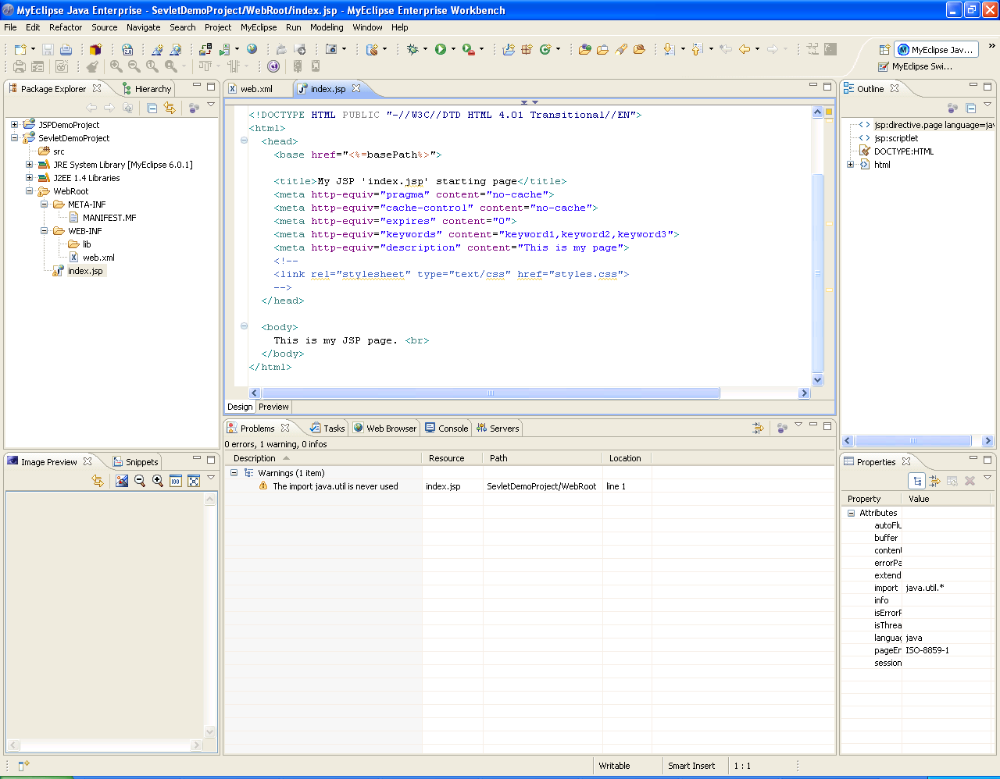 MyEclipse Java Enterprise - SevletDemoProject/WebRoot/index.jsp - MyEclipse Enterprise Workbench
File Edit Refactor Source Navigate Search Project MyEclipse Run Modeling Window Help
MyEclipse Jav...
MyEclipse Swi...
Package Explorer
Hierarchy
JSPDemoProject
SevletDemoProject
src
JRE System Library [MyEclipse 6.0.1]
J2EE 1.4 Libraries
WebRoot
META-INF
MANIFEST.MF
WEB-INF
lib
web.xml
index.jsp
web.xml
index.jsp
<!DOCTYPE HTML PUBLIC "-//W3C//DTD HTML 4.01 Transitional//EN">
<html>
<head>
<base href="<%=basePath%>">
<title>My JSP 'index.jsp' starting page</title>
<meta http-equiv="pragma" content="no-cache">
<meta http-equiv="cache-control" content="no-cache">
<meta http-equiv="expires" content="0">
<meta http-equiv="keywords" content="keyword1,keyword2,keyword3">
<meta http-equiv="description" content="This is my page">
<!--
<link rel="stylesheet" type="text/css" href="styles.css">
-->
</head>
<body>
This is my JSP page. <br>
</body>
</html>
Design Preview
Outline
jsp:directive.page language=jav
jsp:scriptlet
DOCTYPE:HTML
html
Image Preview
Snippets
100
Problems Tasks Web Browser Console Servers
0 errors, 1 warning, 0 infos
Description Resource Path Location
Warnings (1 item)
The import java.util is never used index.jsp SevletDemoProject/WebRoot line 1
Properties
Property Value
Attributes
autoFlu
buffer
content
errorPa
extend
import java.util.*
info
isErrorF
isThrea
languag java
pageEn ISO-8859-1
session
Writable Smart Insert 1 : 1